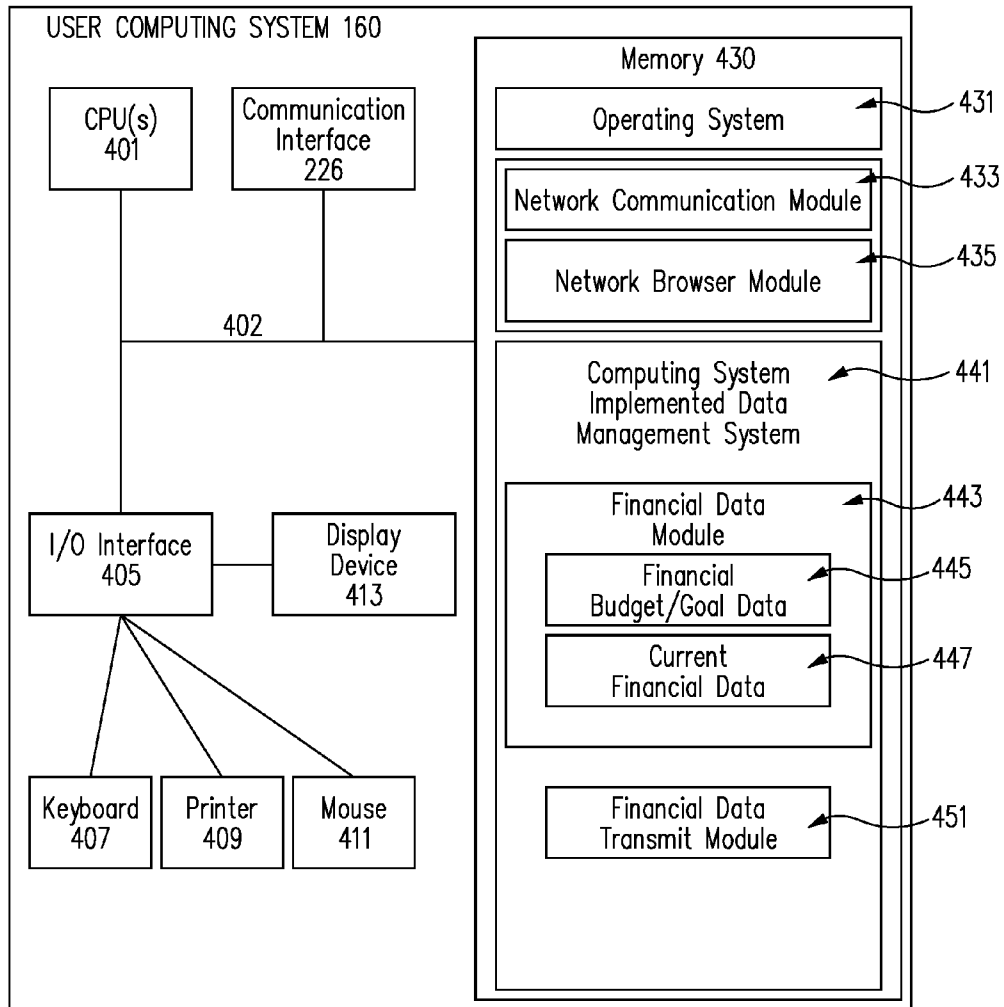 USER COMPUTING SYSTEM 160
CPU(s)
401
Communication
Interface
226
402
I/O Interface
405
Display
Device
413
Keyboard
407
Printer
409
Mouse
411
Memory 430
Operating System
431
Network Communication Module
433
Network Browser Module
435
Computing System
Implemented Data
Management System
441
Financial Data
Module
443
Financial
Budget/Goal Data
445
Current
Financial Data
447
Financial Data
Transmit Module
451